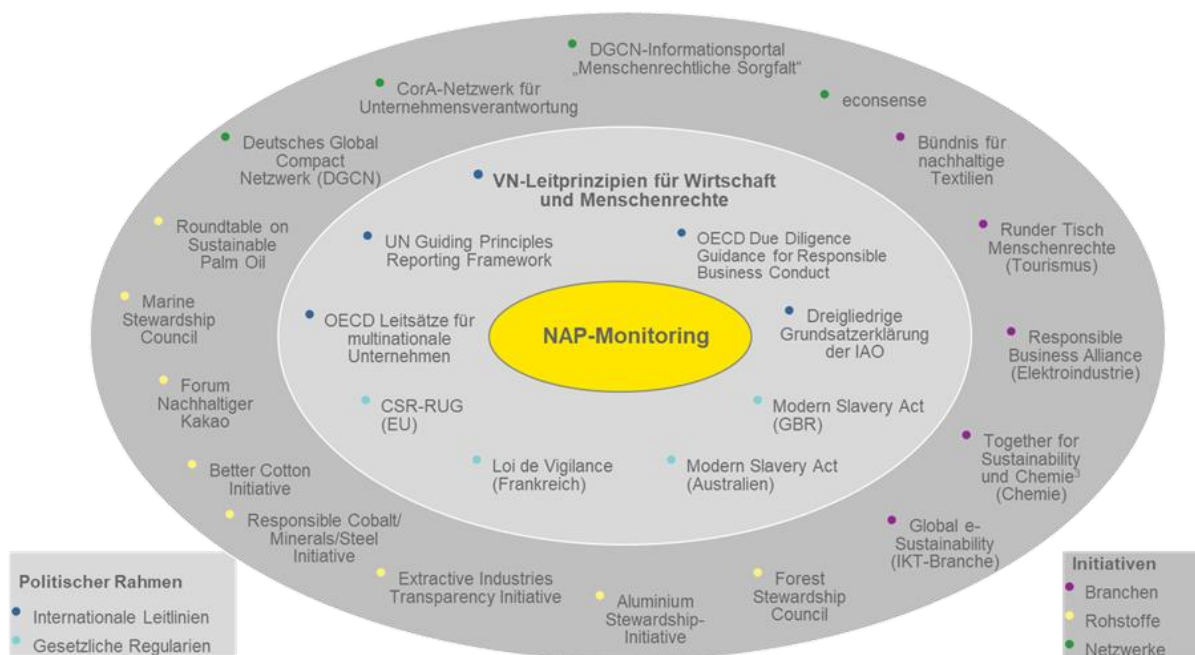 DGCN-Informationsportal
„Menschenrechtliche Sorgfalt“
CorA-Netzwerk für
Unternehmensverantwortung
econsense
Deutsches Global
Compact
Netzwerk (DGCN)
Bündnis für
nachhaltige
Textilien
VN-Leitprinzipien für Wirtschaft
und Menschenrechte
Roundtable on
Sustainable
Palm Oil
UN Guiding Principles
Reporting Framework
OECD Due Diligence
Guidance for Responsible
Business Conduct
Runder Tisch
Menschenrechte
(Tourismus)
Marine
Stewardship
Council
OECD Leitsätze für
multinationale
Unternehmen
NAP-Monitoring
Dreigliedrige
Grundsatzerklärung
der IAO
Responsible
Business Alliance
(Elektroindustrie)
Forum
Nachhaltiger
Kakao
CSR-RUG
(EU)
Modern Slavery Act
(GBR)
Better Cotton
Initiative
Loi de Vigilance
(Frankreich)
Modern Slavery Act
(Australien)
Together for
Sustainability
und Chemie³
(Chemie)
Responsible Cobalt/
Minerals/Steel
Initiative
Global e-
Sustainability
(IKT-Branche)
Extractive Industries
Transparency Initiative
Aluminium
Stewardship-
Initiative
Forest
Stewardship
Council
Politischer Rahmen
Internationale Leitlinien
Gesetzliche Regularien
Initiativen
Branchen
Rohstoffe
Netzwerke